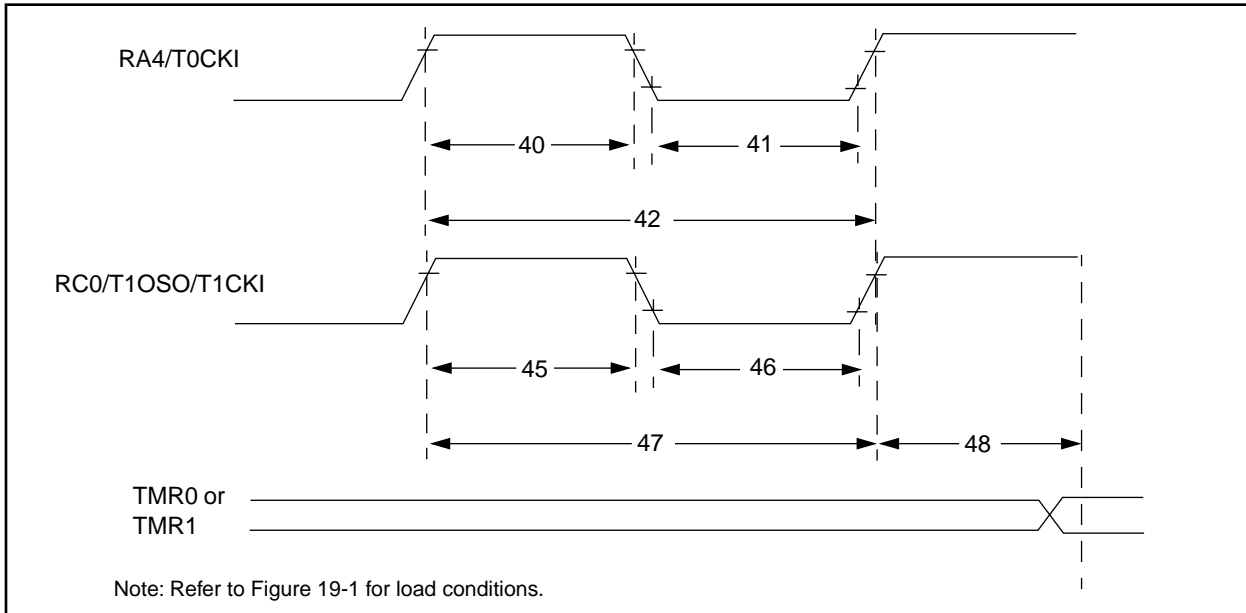 RA4/T0CKI
40
41
42
RC0/T1OSO/T1CKI
45
46
47
48
TMR0 or
TMR1
Note: Refer to Figure 19-1 for load conditions.